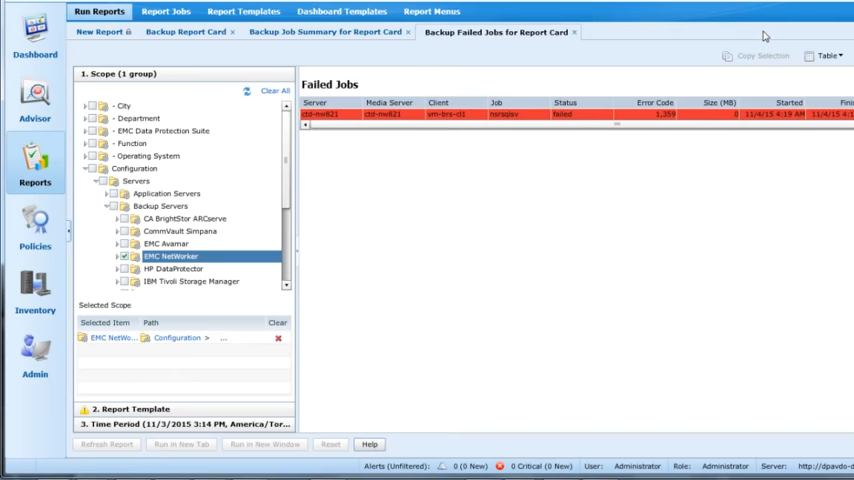 Run Reports Report Jobs Report Templates Dashboard Templates Report Menus
New Report Backup Report Card × Backup Job Summary for Report Card × Backup Failed Jobs for Report Card ×
Copy Selection Table
1. Scope (1 group)
Clear All
- City
- Department
- EMC Data Protection Suite
- Function
- Operating System
Configuration
Servers
Application Servers
Backup Servers
CA BrightStor ARCserve
CommVault Simpana
EMC Avamar
EMC NetWorker
HP DataProtector
IBM Tivoli Storage Manager
Selected Scope
Selected Item Path Clear
EMC NetWo... Configuration > ...
2. Report Template
3. Time Period (11/3/2015 3:14 PM, America/Tor...
Refresh Report Run in New Tab Run in New Window Reset Help
Dashboard
Advisor
Reports
Policies
Inventory
Admin
Failed Jobs
Server Media Server Client Job Status Error Code Size (MB) Started Fini
ctd-nw821 ctd-nw821 vm-brs-cl1 nsrsqlsv failed 1,359 0 11/4/15 4:19 AM 11/4/15 4:
Alerts (Unfiltered): 0 (0 New) 0 Critical (0 New) User: Administrator Role: Administrator Server: http://dpavdo-d